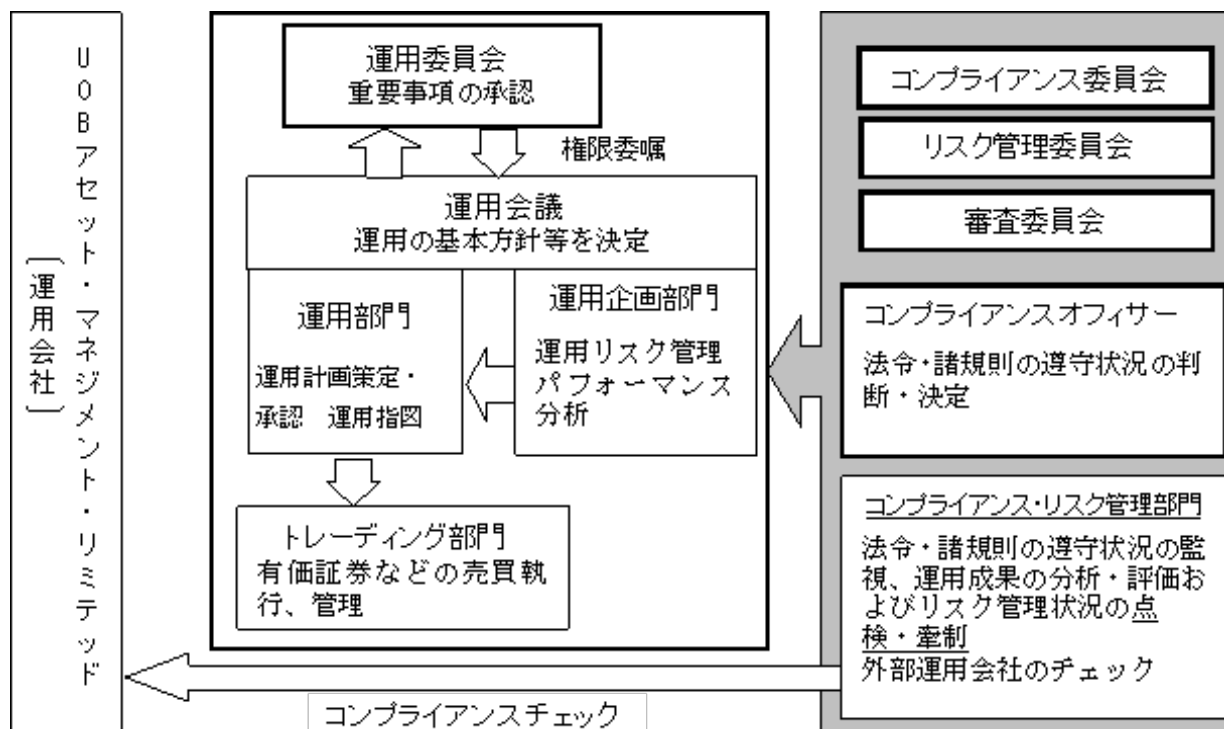 UOBアセット・マネジメント・リミテッド
〔運用会社〕
運用委員会
重要事項の承認
権限委嘱
運用会議
運用の基本方針等を決定
運用部門
運用計画策定・
承認　運用指図
運用企画部門
運用リスク管理
パフォーマンス
分析
トレーディング部門
有価証券などの売買執
行、管理
コンプライアンス委員会
リスク管理委員会
審査委員会
コンプライアンスオフィサー
法令・諸規則の遵守状況の判
断・決定
コンプライアンス・リスク管理部門
法令・諸規則の遵守状況の監
視、運用成果の分析・評価お
よびリスク管理状況の点
検・牽制
外部運用会社のチェック
コンプライアンスチェック